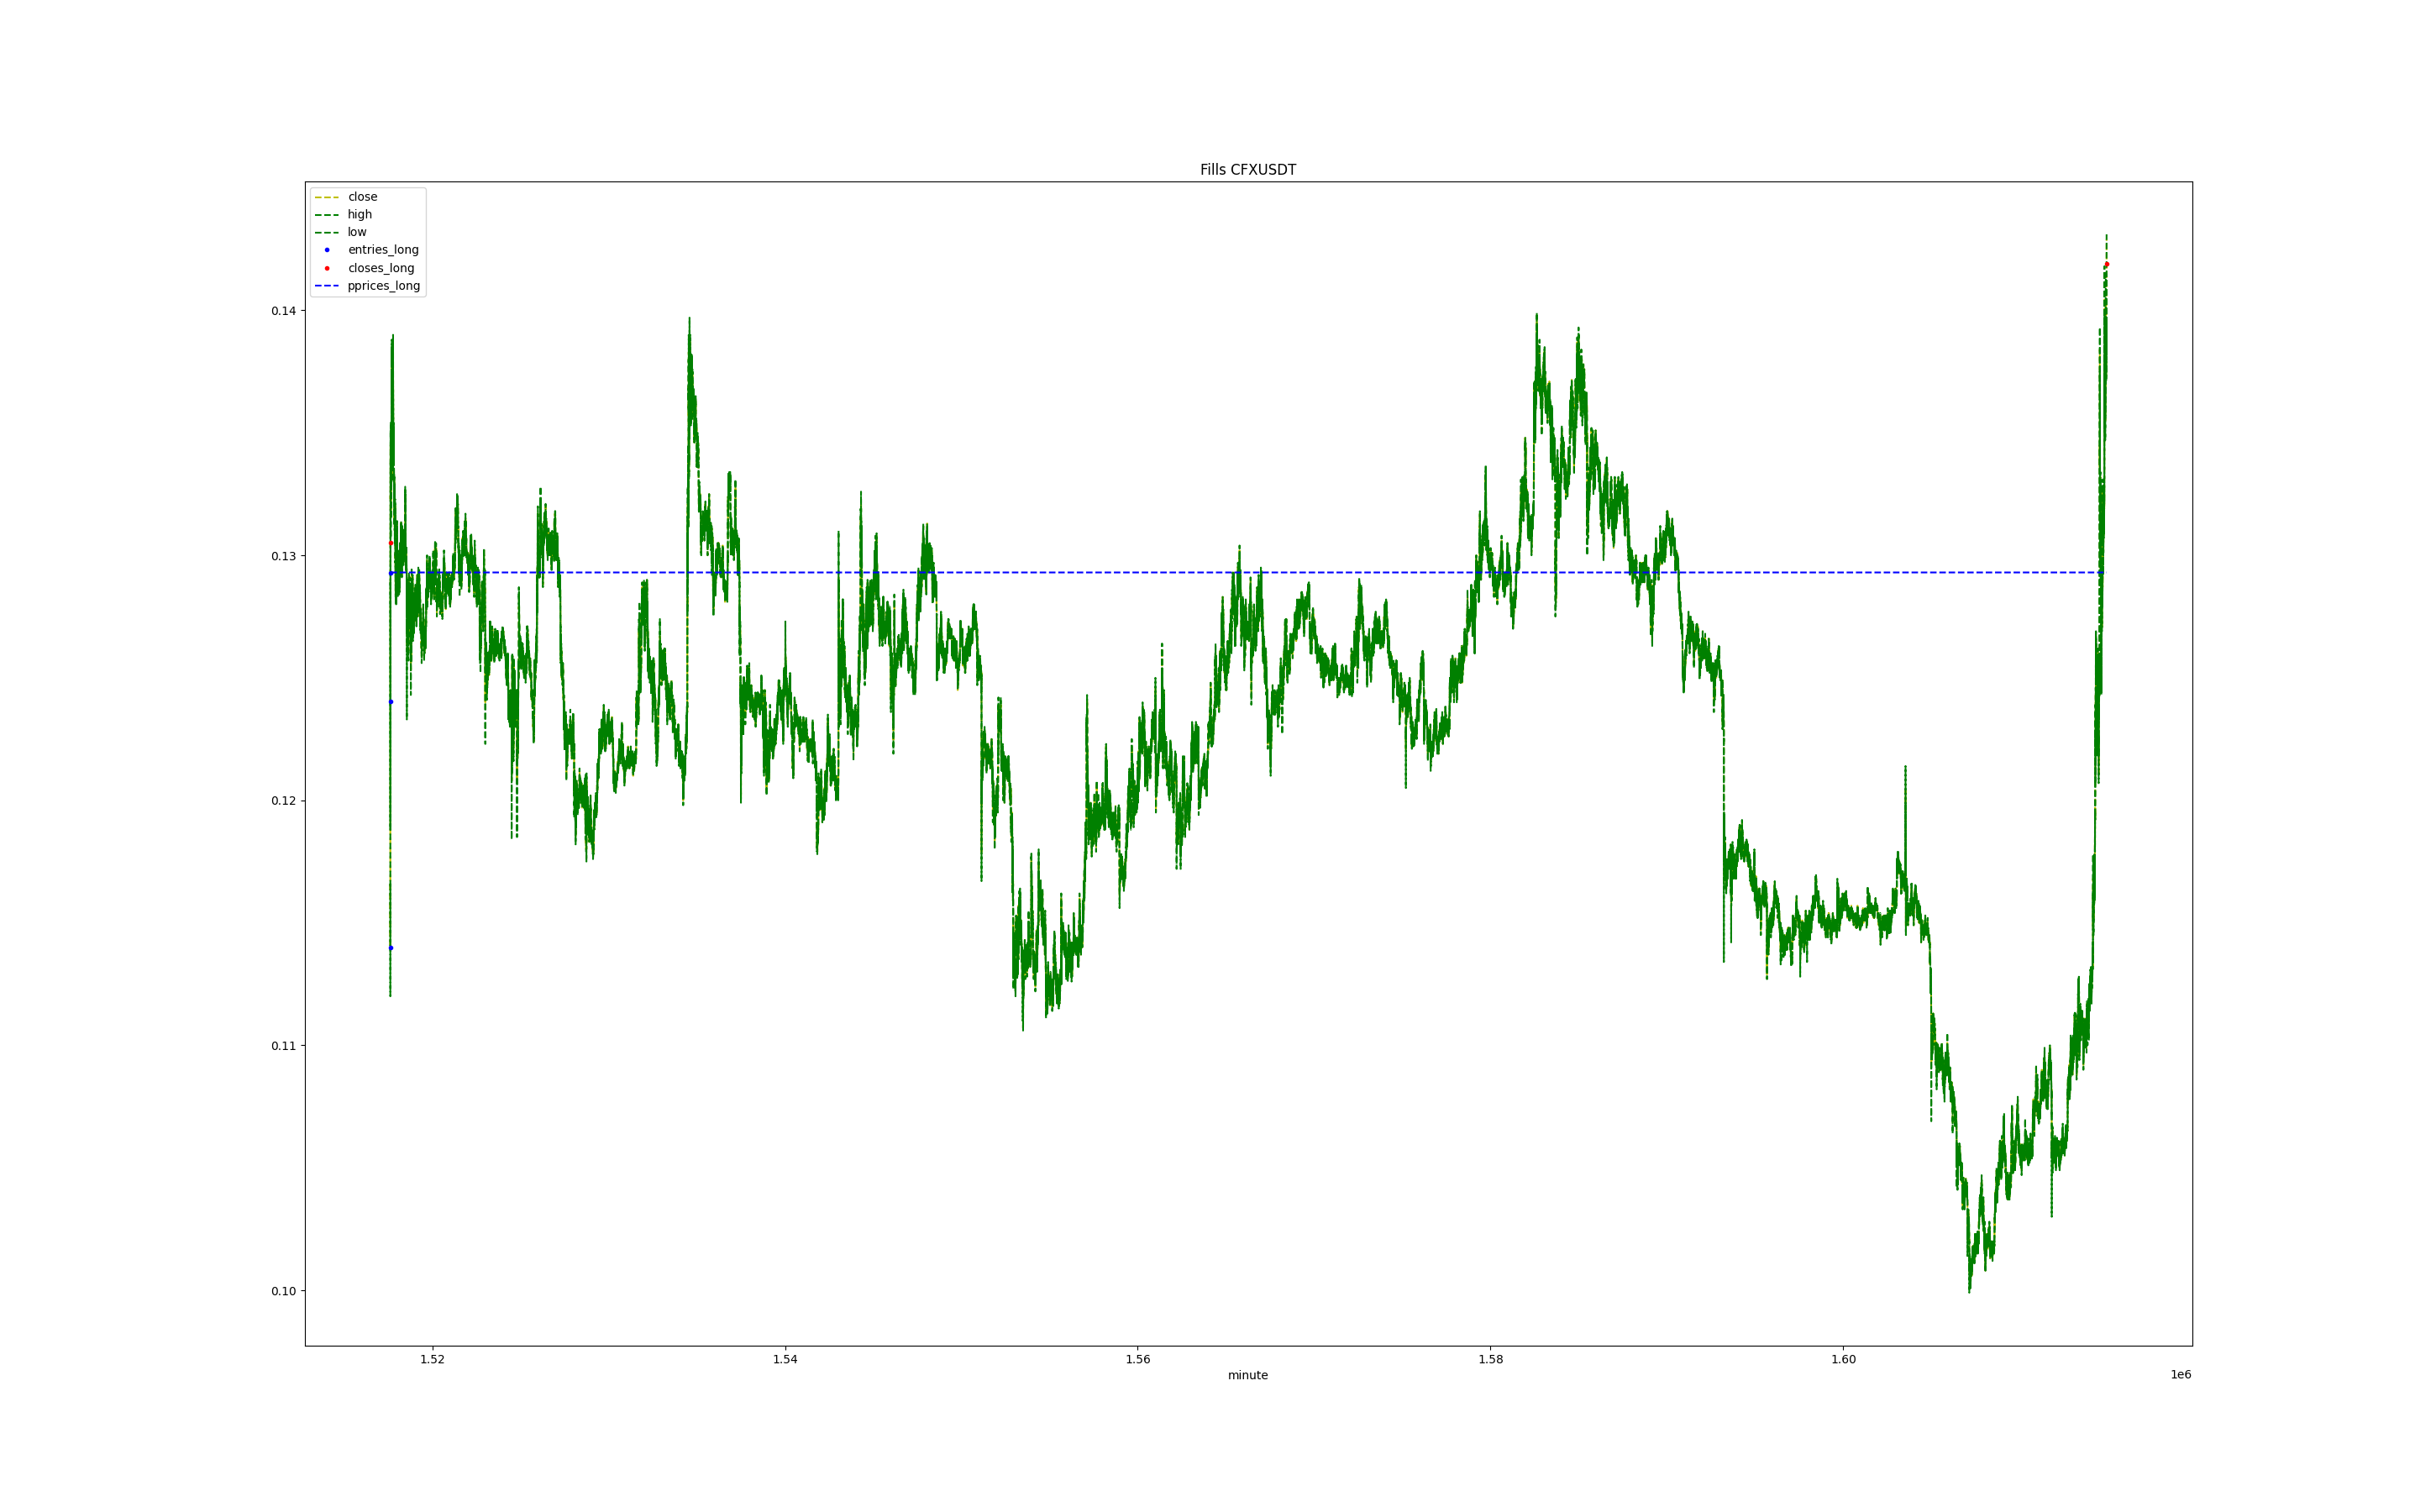 Fills CFXUSDT
close
high
low
entries_long
closes_long
pprices_long
0.14
0.13
0.12
0.11
0.10
1.52
1.54
1.56
1.58
1.60
1e6
minute